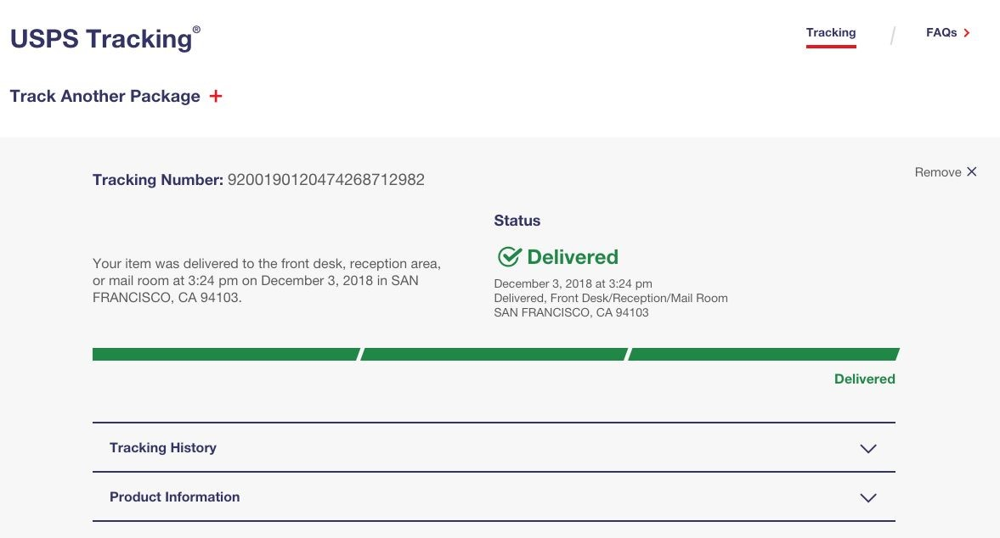 USPS Tracking®
Tracking
FAQs
Track Another Package +
Tracking Number: 9200190120474268712982
Remove
Status
Your item was delivered to the front desk, reception area,
or mail room at 3:24 pm on December 3, 2018 in SAN
FRANCISCO, CA 94103.
Delivered
December 3, 2018 at 3:24 pm
Delivered, Front Desk/Reception/Mail Room
SAN FRANCISCO, CA 94103
Delivered
Tracking History
Product Information